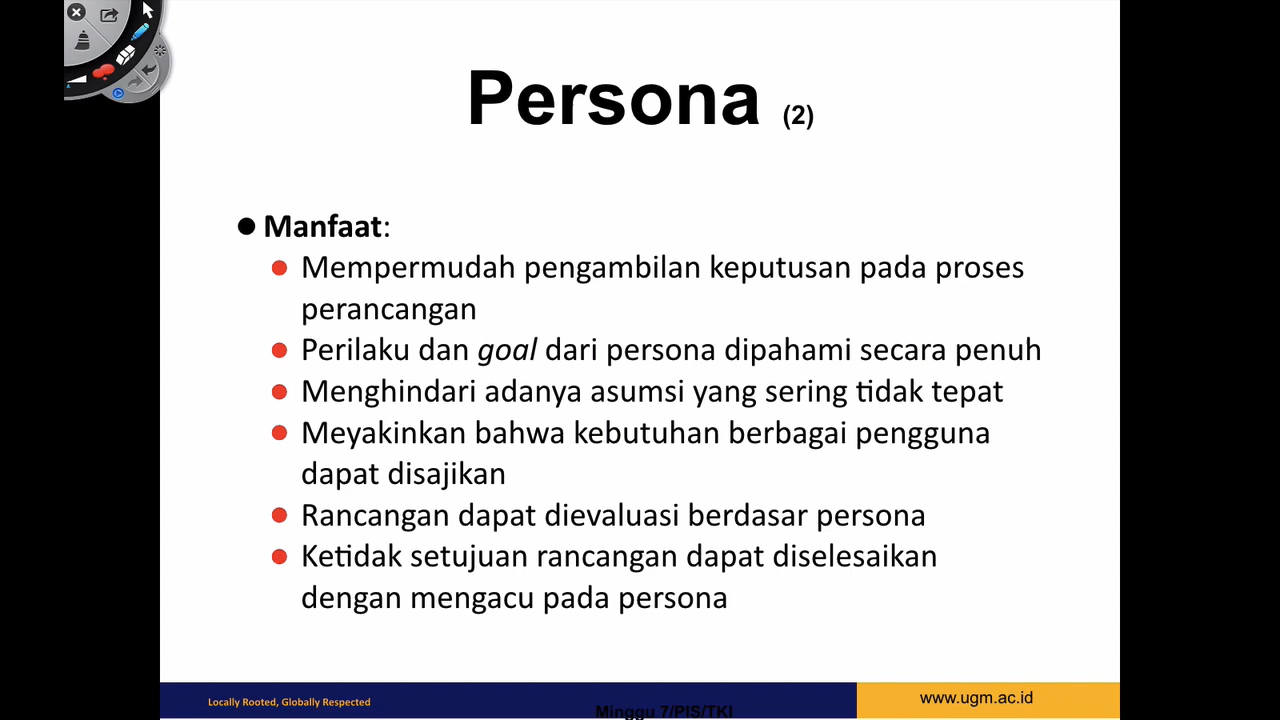 Persona (2)
● Manfaat:
● Mempermudah pengambilan keputusan pada proses
perancangan
● Perilaku dan goal dari persona dipahami secara penuh
● Menghindari adanya asumsi yang sering tidak tepat
● Meyakinkan bahwa kebutuhan berbagai pengguna
dapat disajikan
● Rancangan dapat dievaluasi berdasar persona
● Ketidak setujuan rancangan dapat diselesaikan
dengan mengacu pada persona
Locally Rooted, Globally Respected
www.ugm.ac.id
Minggu 7/PIS/TKI